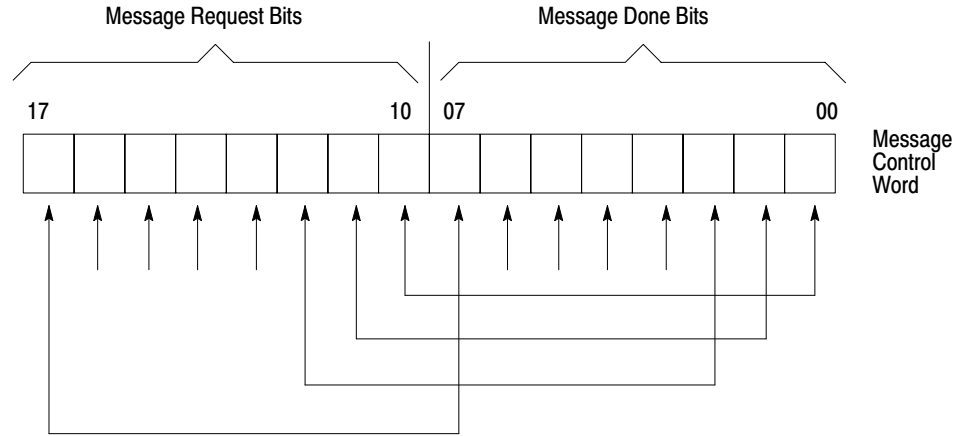 Message Request Bits
Message Done Bits
17
10
07
00
Message
Control
Word